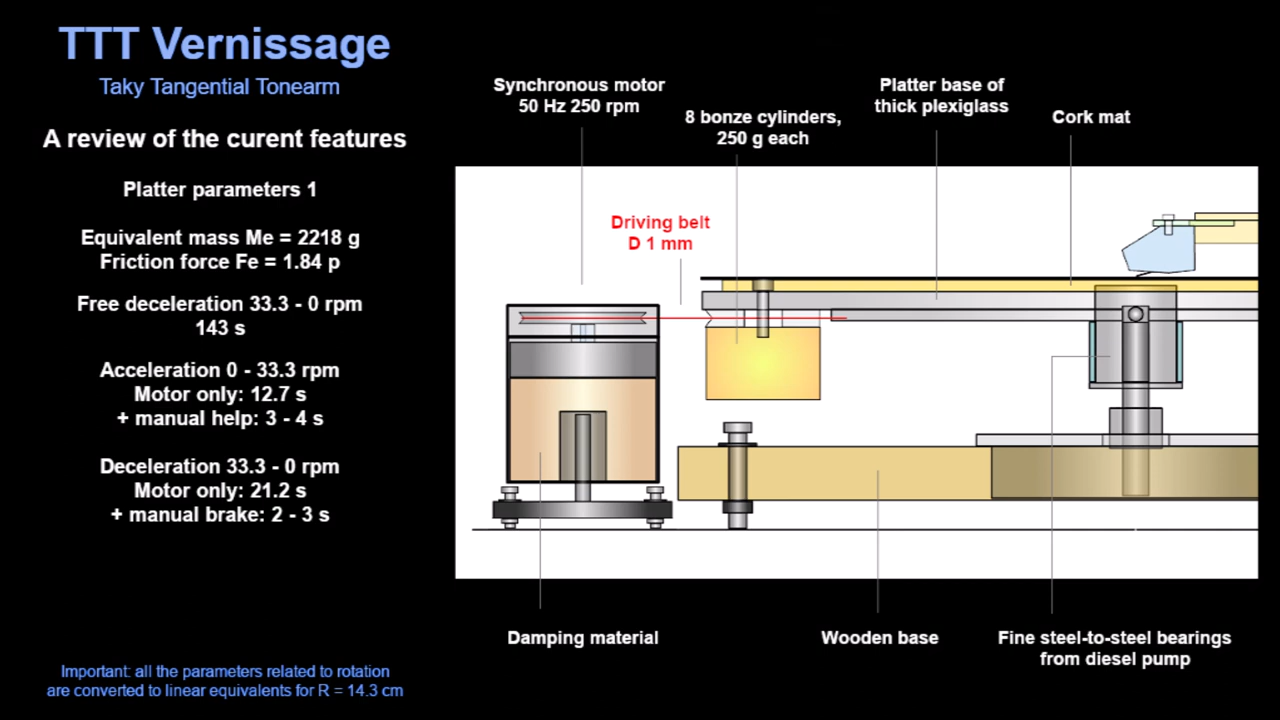 TTT Vernissage
Taky Tangential Tonearm
A review of the curent features
Platter parameters 1
Equivalent mass Me = 2218 g
Friction force Fe = 1.84 p
Free deceleration 33.3 - 0 rpm
143 s
Acceleration 0 - 33.3 rpm
Motor only: 12.7 s
+ manual help: 3 - 4 s
Deceleration 33.3 - 0 rpm
Motor only: 21.2 s
+ manual brake: 2 - 3 s
Important: all the parameters related to rotation
are converted to linear equivalents for R = 14.3 cm
Synchronous motor
50 Hz 250 rpm
8 bonze cylinders,
250 g each
Platter base of
thick plexiglass
Cork mat
Driving belt
D 1 mm
Damping material
Wooden base
Fine steel-to-steel bearings
from diesel pump